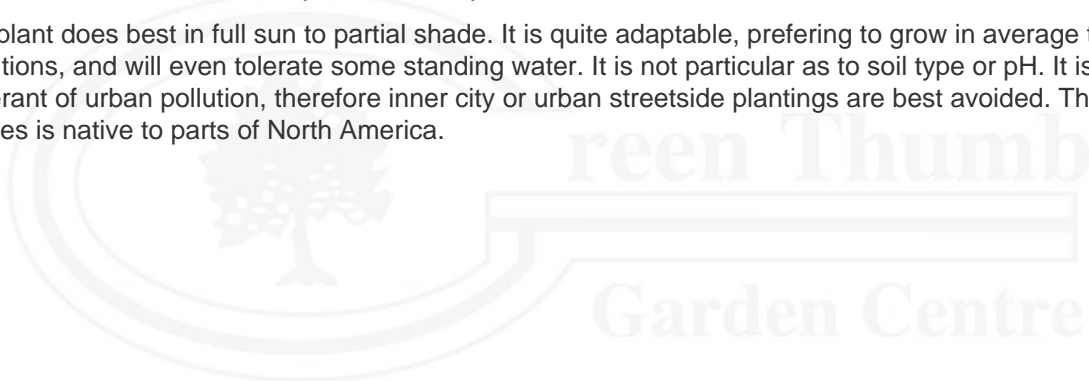 plant does best in full sun to partial shade. It is quite adaptable, prefering to grow in average
tions, and will even tolerate some standing water. It is not particular as to soil type or pH. It is
erant of urban pollution, therefore inner city or urban streetside plantings are best avoided. Th
es is native to parts of North America.
reen Thumb
Garden Centre